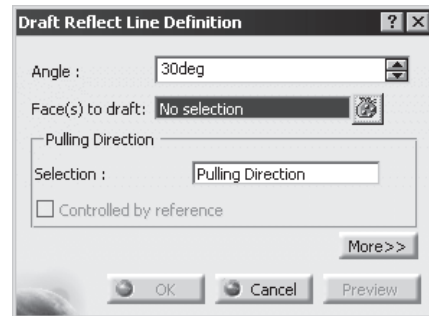 Draft Reflect Line Definition ? X
Angle : 30deg
Face(s) to draft: No selection
Pulling Direction
Selection : Pulling Direction
Controlled by reference
More>>
OK Cancel Preview